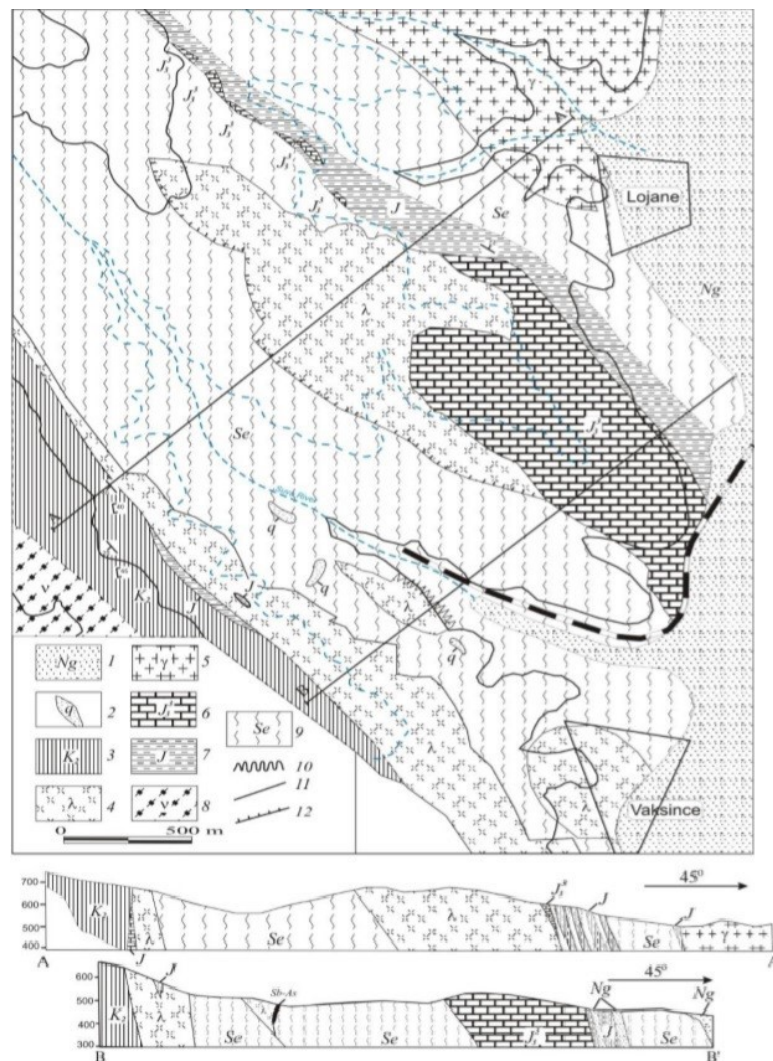 J
γ
A'
Lojane
Se
J
Ng
λ
Se
q
q
K₂
J
ν
λ
q
B
λ
λ
Vaksince
Ng 1
γ 5
q 2
6
Se 9
K₂ 3
J 7
10
λ 4
ν 8
11
12
0 500 m
700
600
500
400
K₂
λ
Se
λ
J
Se
J
γ
45⁰
A
J
A
600
500
400
300
K₂
λ
Se
λ
Sb-As
Se
J
Se
Ng
Ng
45⁰
B
B'